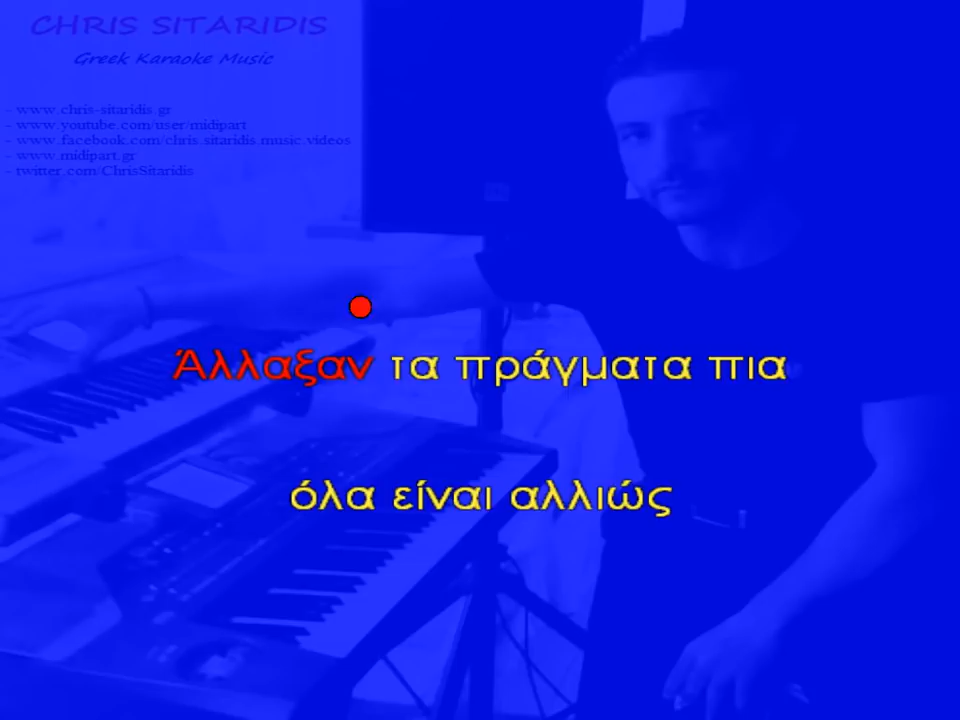 CHRIS SITARIDIS
Greek Karaoke Music
- www.chris-sitaridis.gr
- www.youtube.com/user/midipart
- www.facebook.com/chris.sitaridis.music.videos
- www.midipart.gr
- twitter.com/ChrisSitaridis
Άλλαξαν τα πράγματα πια
όλα είναι αλλιώς